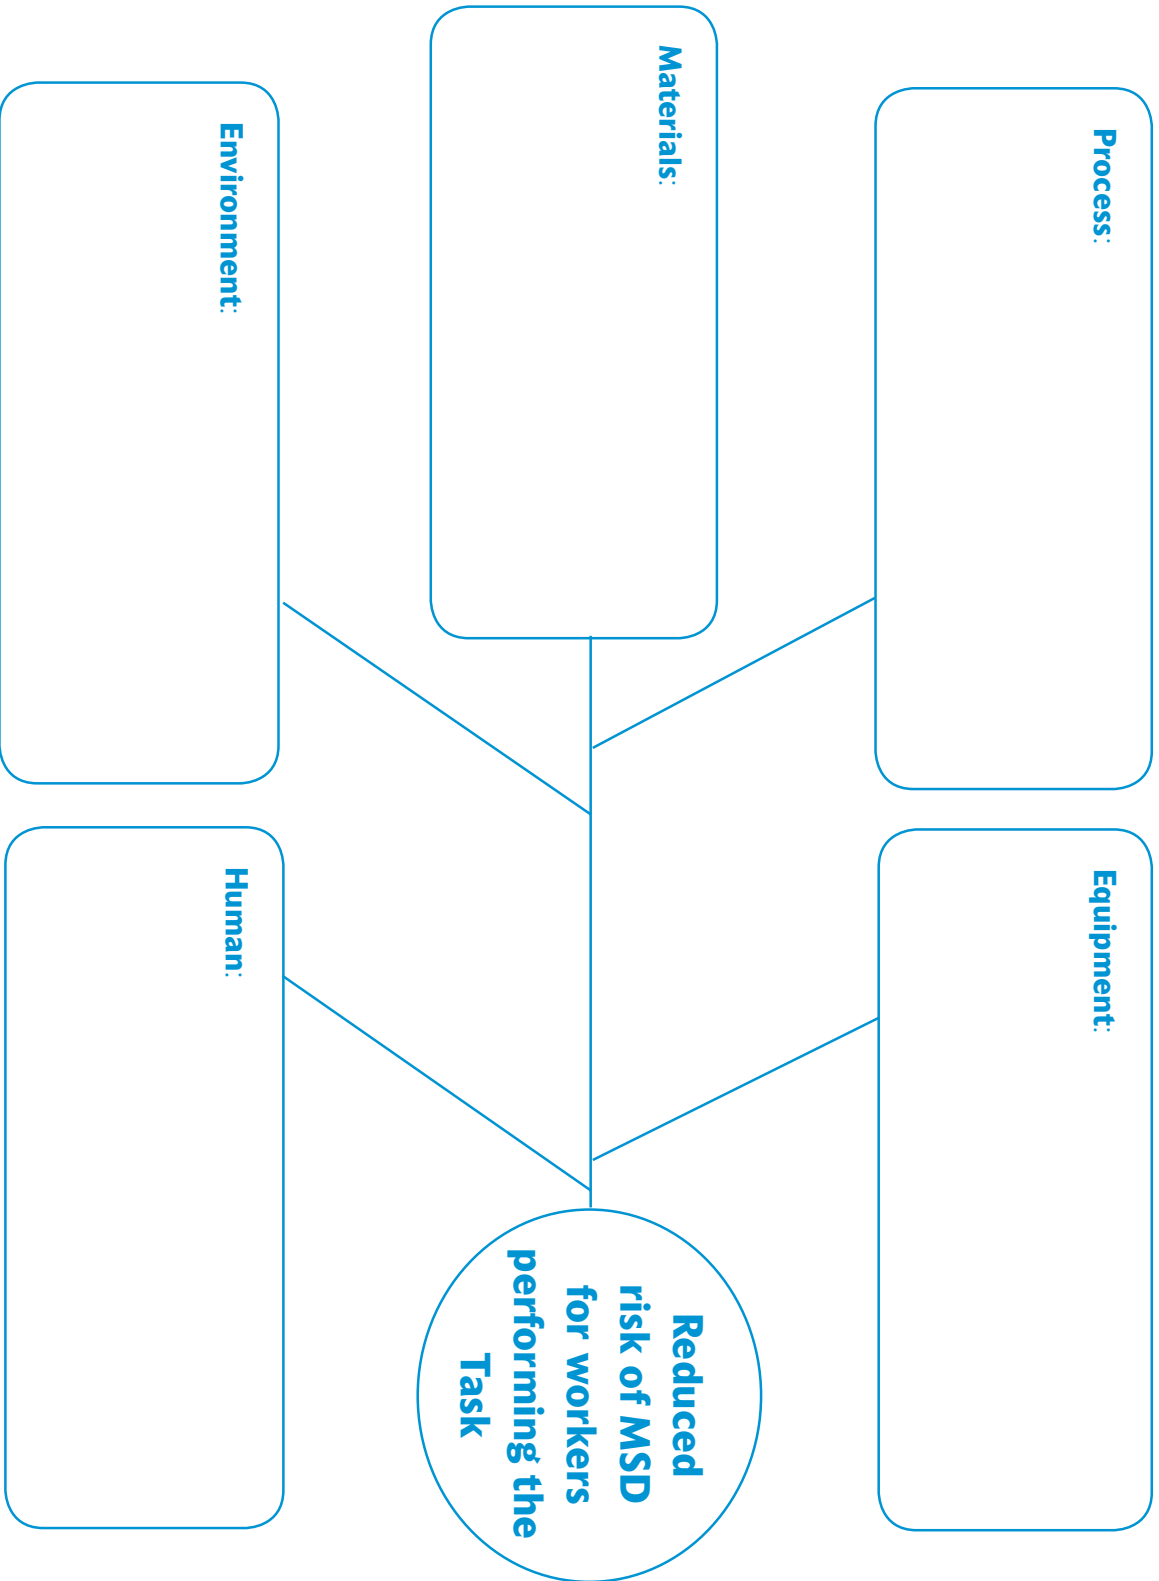 Process:
Equipment:
Materials:
Reduced
risk of MSD
for workers
performing the
Task
Environment:
Human: